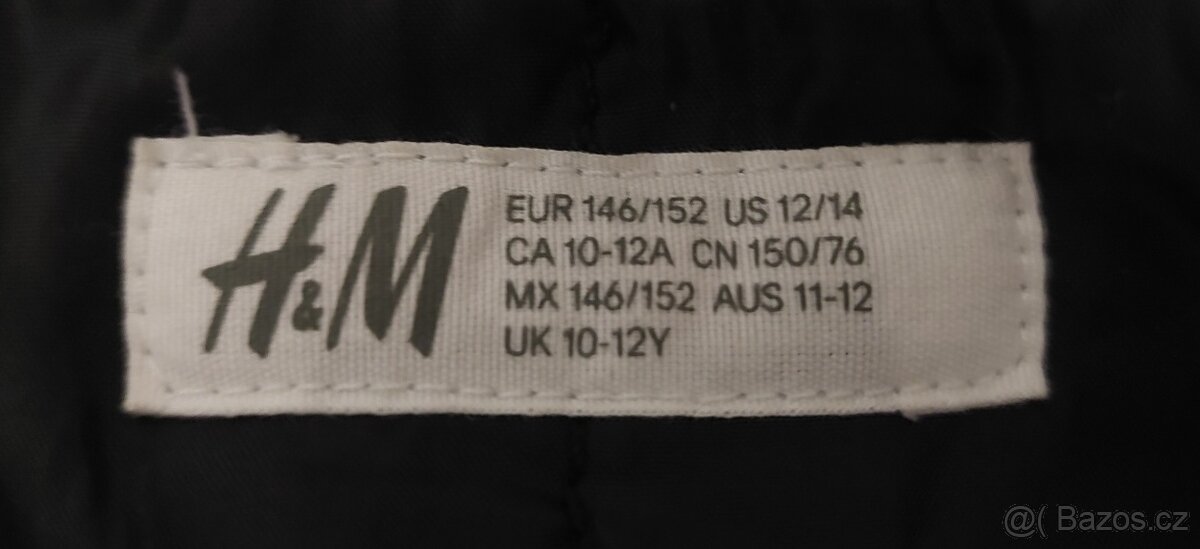 H&M
EUR 146/152 US 12/14
CA 10-12A CN 150/76
MX 146/152 AUS 11-12
UK 10-12Y
@( Bazos.cz